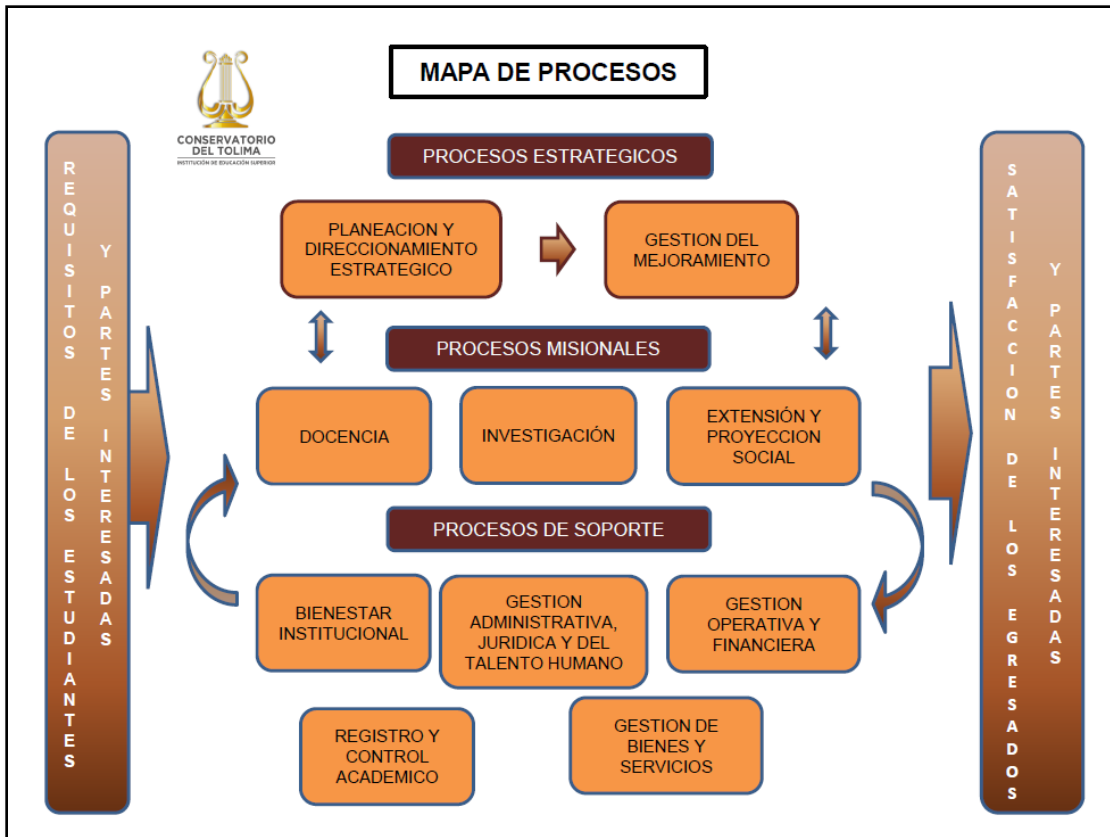 MAPA DE PROCESOS
CONSERVATORIO
DEL TOLIMA
INSTITUCIÓN DE EDUCACIÓN SUPERIOR
REQUISITOS DE LOS ESTUDIANTES
Y PARTES INTERESADAS
PROCESOS ESTRATEGICOS
PLANEACION Y
DIRECCIONAMIENTO
ESTRATEGICO
GESTION DEL
MEJORAMIENTO
PROCESOS MISIONALES
DOCENCIA
INVESTIGACIÓN
EXTENSIÓN Y
PROYECCION
SOCIAL
PROCESOS DE SOPORTE
BIENESTAR
INSTITUCIONAL
GESTION
ADMINISTRATIVA,
JURIDICA Y DEL
TALENTO HUMANO
GESTION
OPERATIVA Y
FINANCIERA
REGISTRO Y
CONTROL
ACADEMICO
GESTION DE
BIENES Y
SERVICIOS
SATISFACCION DE LOS EGRESADOS
Y PARTES INTERESADAS